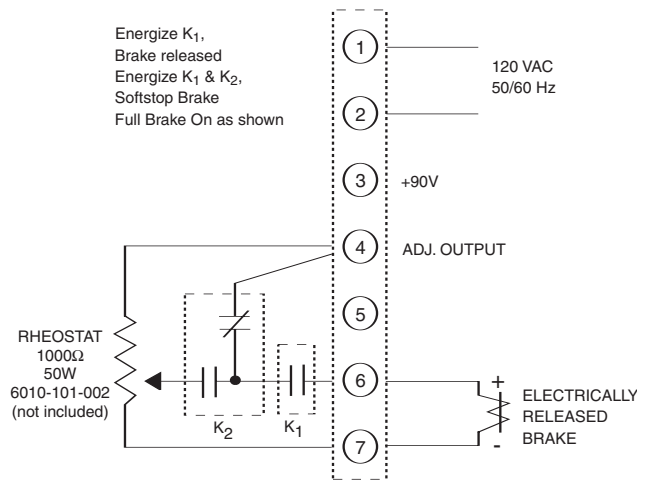 Energize K1,
Brake released
Energize K1 & K2,
Softstop Brake
Full Brake On as shown
1
120 VAC
50/60 Hz
2
3
+90V
4
ADJ. OUTPUT
5
RHEOSTAT
1000Ω
50W
6010-101-002
(not included)
K2
K1
6
+
ELECTRICALLY
RELEASED
BRAKE
7
-